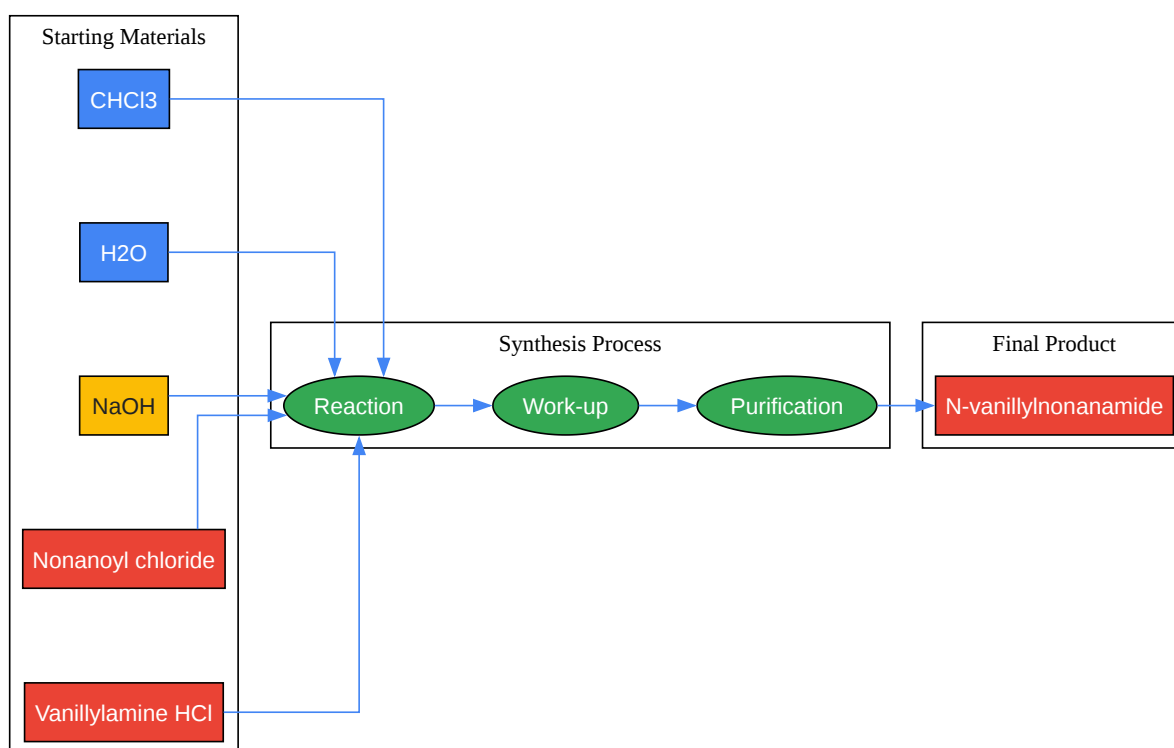 Starting Materials
CHCl3
H2O
Synthesis Process
Final Product
NaOH
Reaction
Work-up
Purification
N-vanillylnonanamide
Nonanoyl chloride
Vanillylamine HCl